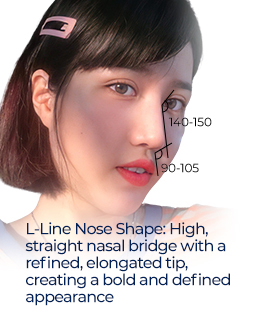 140-150
90-105
L-Line Nose Shape: High,
straight nasal bridge with a
refined, elongated tip,
creating a bold and defined
appearance